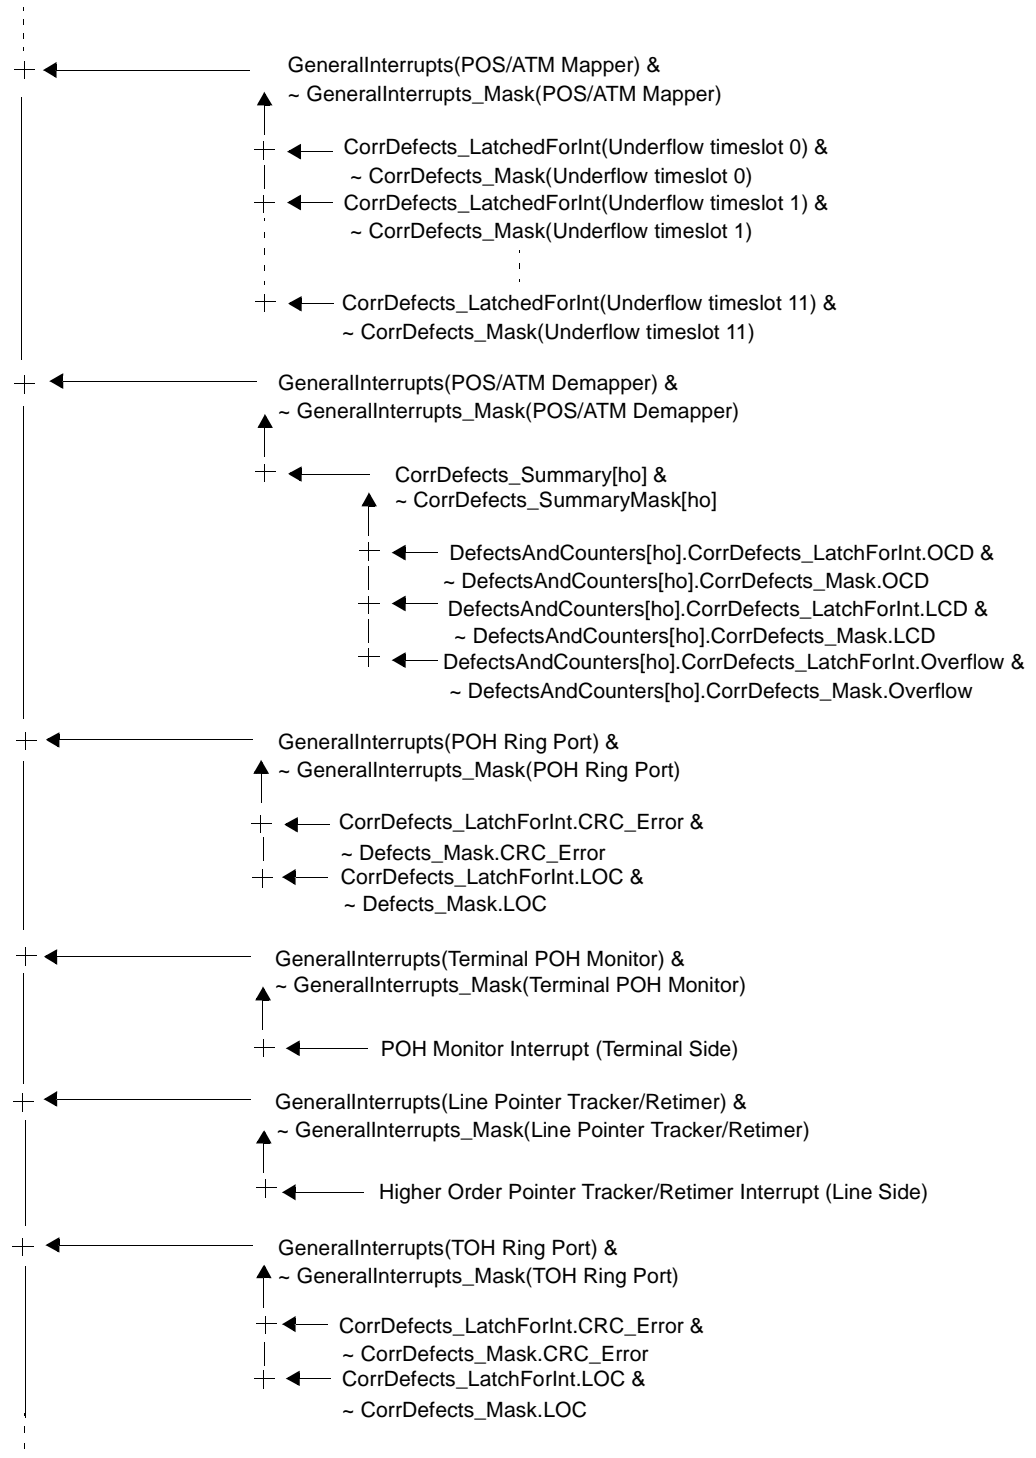 GeneralInterrupts(POS/ATM Mapper) &
~ GeneralInterrupts_Mask(POS/ATM Mapper)
CorrDefects_LatchedForInt(Underflow timeslot 0) &
~ CorrDefects_Mask(Underflow timeslot 0)
CorrDefects_LatchedForInt(Underflow timeslot 1) &
~ CorrDefects_Mask(Underflow timeslot 1)
CorrDefects_LatchedForInt(Underflow timeslot 11) &
~ CorrDefects_Mask(Underflow timeslot 11)
GeneralInterrupts(POS/ATM Demapper) &
~ GeneralInterrupts_Mask(POS/ATM Demapper)
CorrDefects_Summary[ho] &
~ CorrDefects_SummaryMask[ho]
DefectsAndCounters[ho].CorrDefects_LatchForInt.OCD &
~ DefectsAndCounters[ho].CorrDefects_Mask.OCD
DefectsAndCounters[ho].CorrDefects_LatchForInt.LCD &
~ DefectsAndCounters[ho].CorrDefects_Mask.LCD
DefectsAndCounters[ho].CorrDefects_LatchForInt.Overflow &
~ DefectsAndCounters[ho].CorrDefects_Mask.Overflow
GeneralInterrupts(POH Ring Port) &
~ GeneralInterrupts_Mask(POH Ring Port)
CorrDefects_LatchForInt.CRC_Error &
~ Defects_Mask.CRC_Error
CorrDefects_LatchForInt.LOC &
~ Defects_Mask.LOC
GeneralInterrupts(Terminal POH Monitor) &
~ GeneralInterrupts_Mask(Terminal POH Monitor)
POH Monitor Interrupt (Terminal Side)
GeneralInterrupts(Line Pointer Tracker/Retimer) &
~ GeneralInterrupts_Mask(Line Pointer Tracker/Retimer)
Higher Order Pointer Tracker/Retimer Interrupt (Line Side)
GeneralInterrupts(TOH Ring Port) &
~ GeneralInterrupts_Mask(TOH Ring Port)
CorrDefects_LatchForInt.CRC_Error &
~ CorrDefects_Mask.CRC_Error
CorrDefects_LatchForInt.LOC &
~ CorrDefects_Mask.LOC